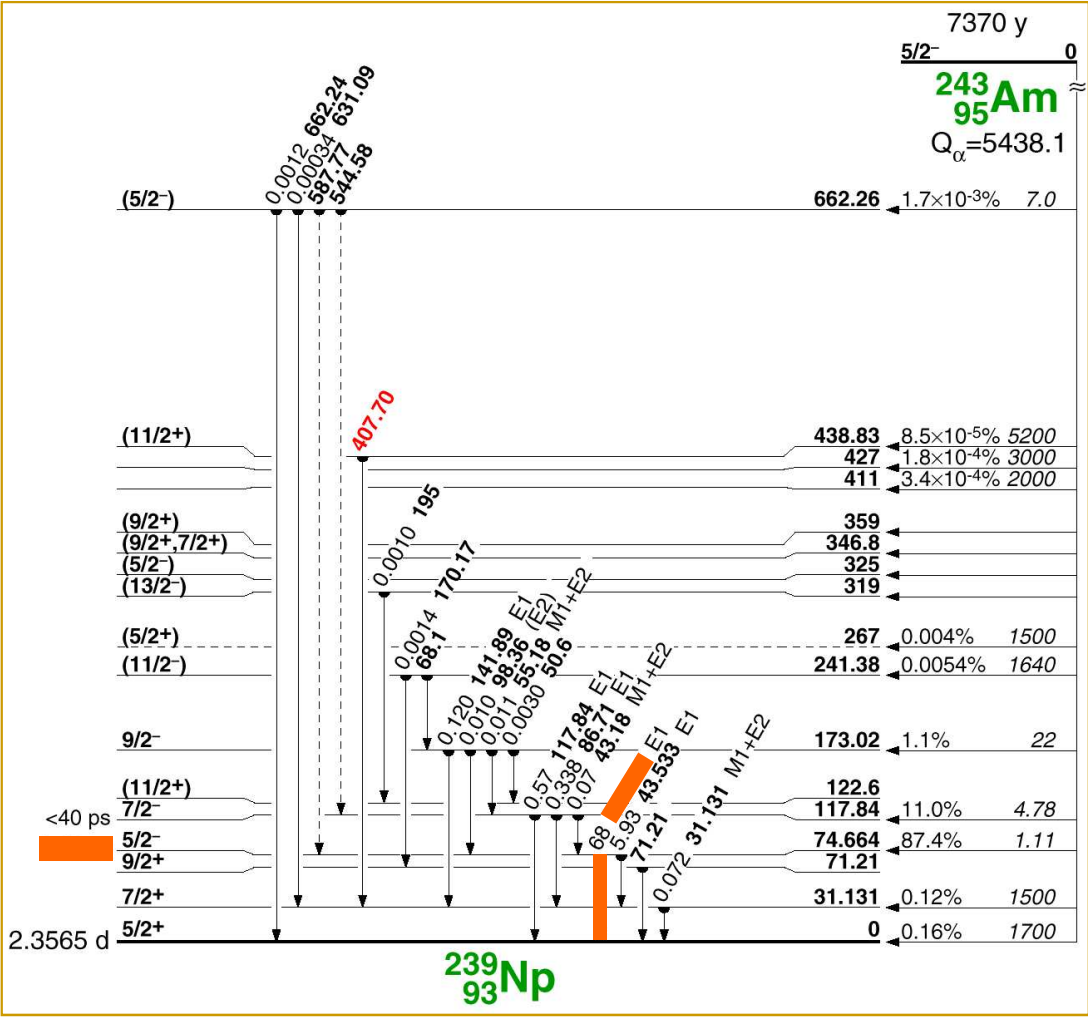 7370 y
5/2– 0
243
95Am
Qα=5438.1
0.0012 662.24
0.00034 631.09
587.77
544.58
(5/2–) 662.26 1.7×10-3% 7.0
407.70
(11/2+) 438.83 8.5×10-5% 5200
427 1.8×10-4% 3000
411 3.4×10-4% 2000
0.0010 195
(9/2+) 359
(9/2+,7/2+) 346.8
(5/2–) 325
(13/2–) 319
0.0014 170.17
68.1
(5/2+) 267 0.004% 1500
(11/2–) 241.38 0.0054% 1640
0.120 141.89 E1
0.010 98.36 (E2)
0.011 55.18 M1+E2
0.0030 50.6
9/2– 173.02 1.1% 22
0.57 117.84 E1
0.338 86.71 E1
0.07 43.18 M1+E2
(11/2+) 122.6
7/2– 117.84 11.0% 4.78
<40 ps
68 E1
5.93 43.533 E1
71.21
0.072 31.131 M1+E2
5/2– 74.664 87.4% 1.11
9/2+ 71.21
7/2+ 31.131 0.12% 1500
2.3565 d 5/2+ 0 0.16% 1700
239
93Np